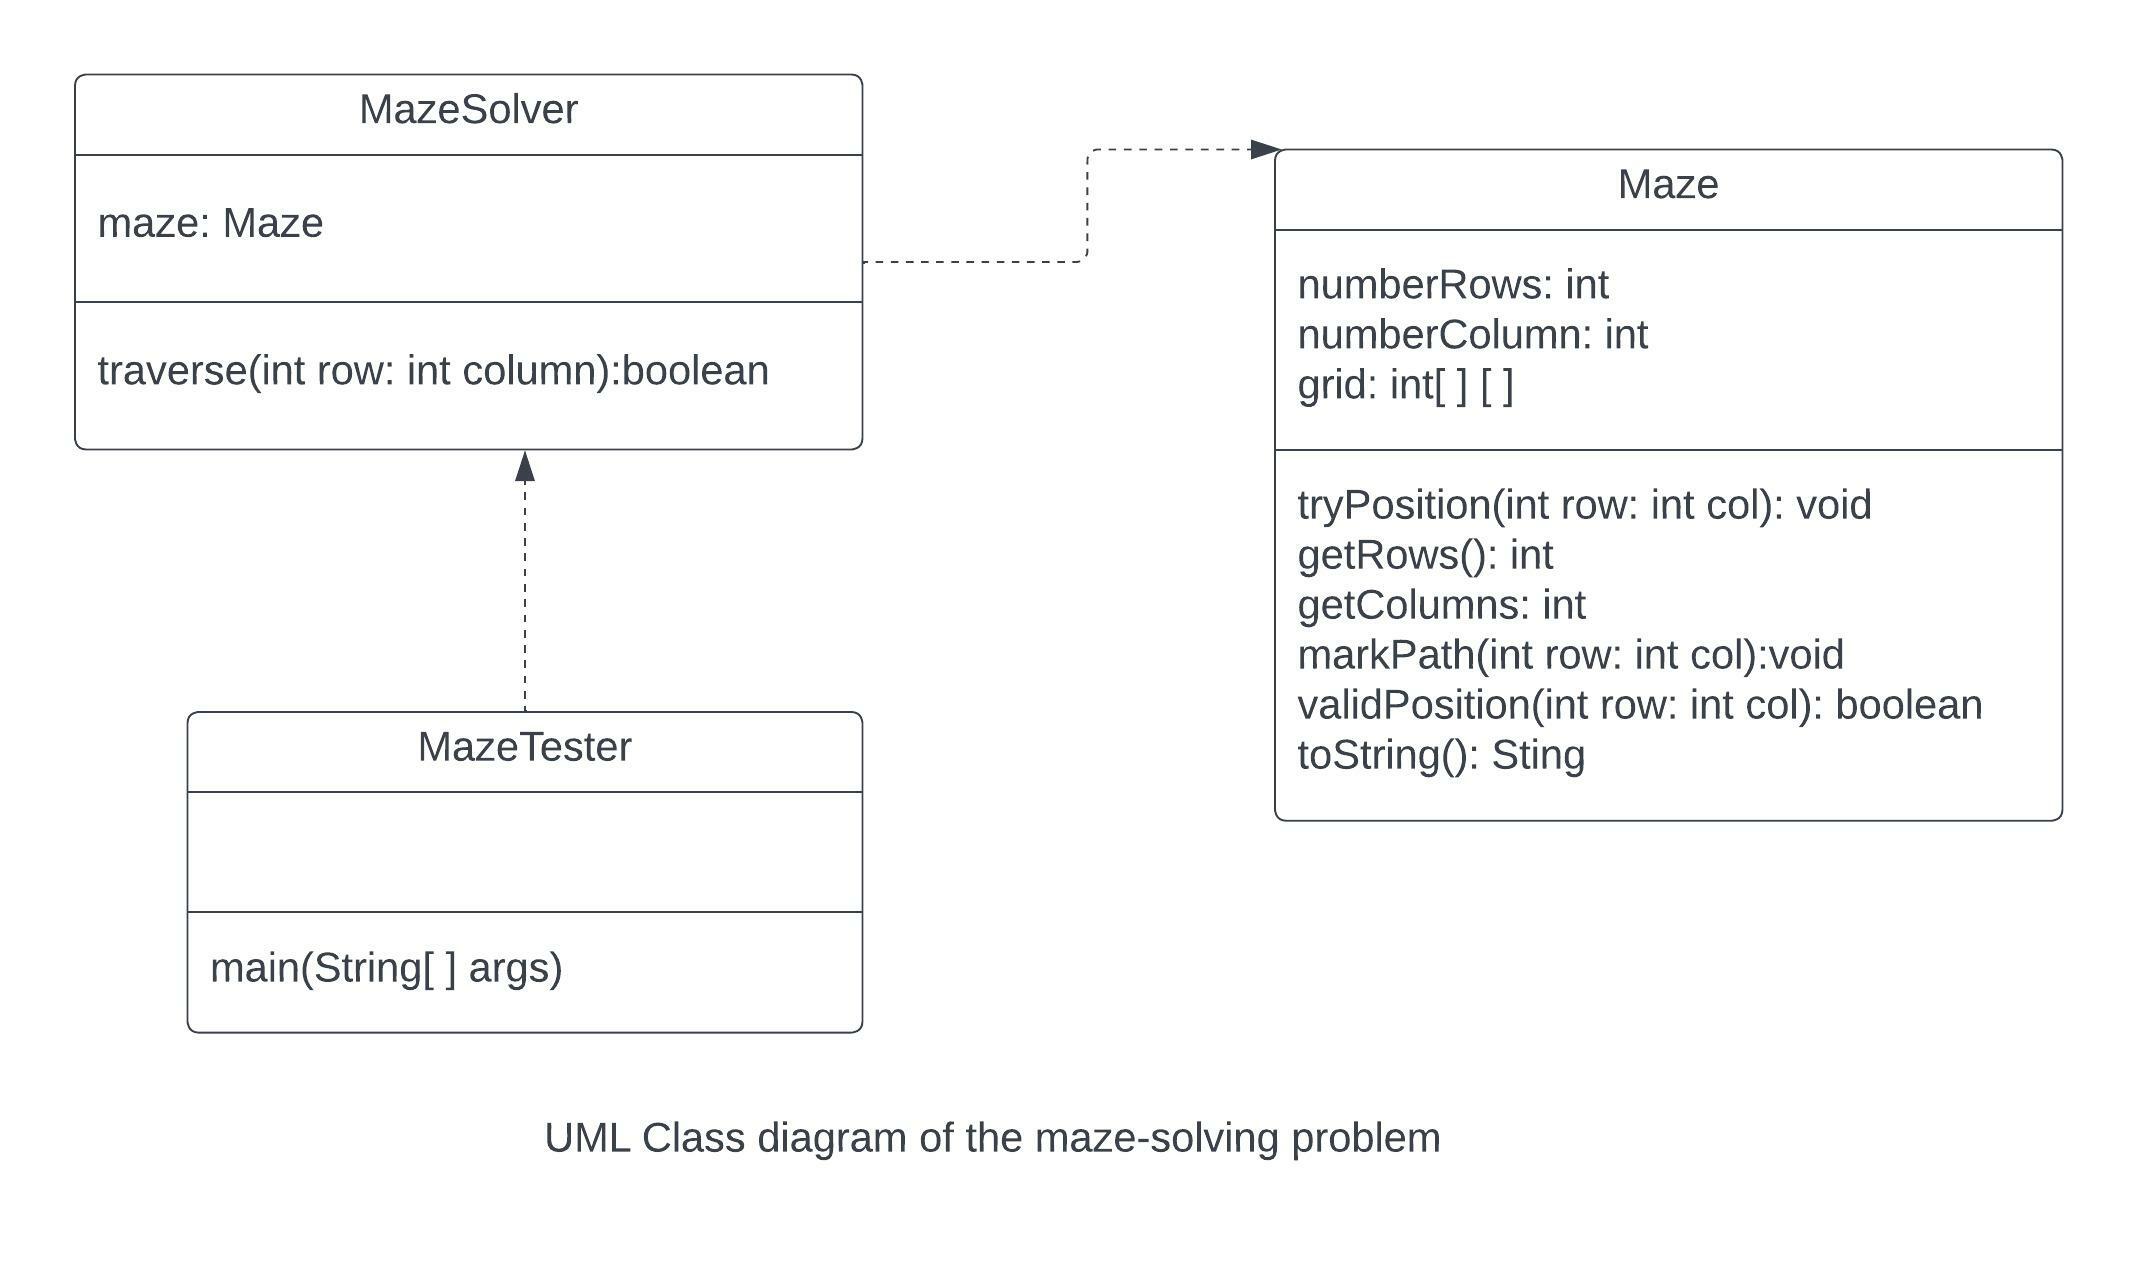 MazeSolver
maze: Maze
traverse(int row: int column):boolean
Maze
numberRows: int
numberColumn: int
grid: int[ ] [ ]
tryPosition(int row: int col): void
getRows(): int
getColumns: int
markPath(int row: int col):void
validPosition(int row: int col): boolean
toString(): Sting
MazeTester
main(String[ ] args)
UML Class diagram of the maze-solving problem